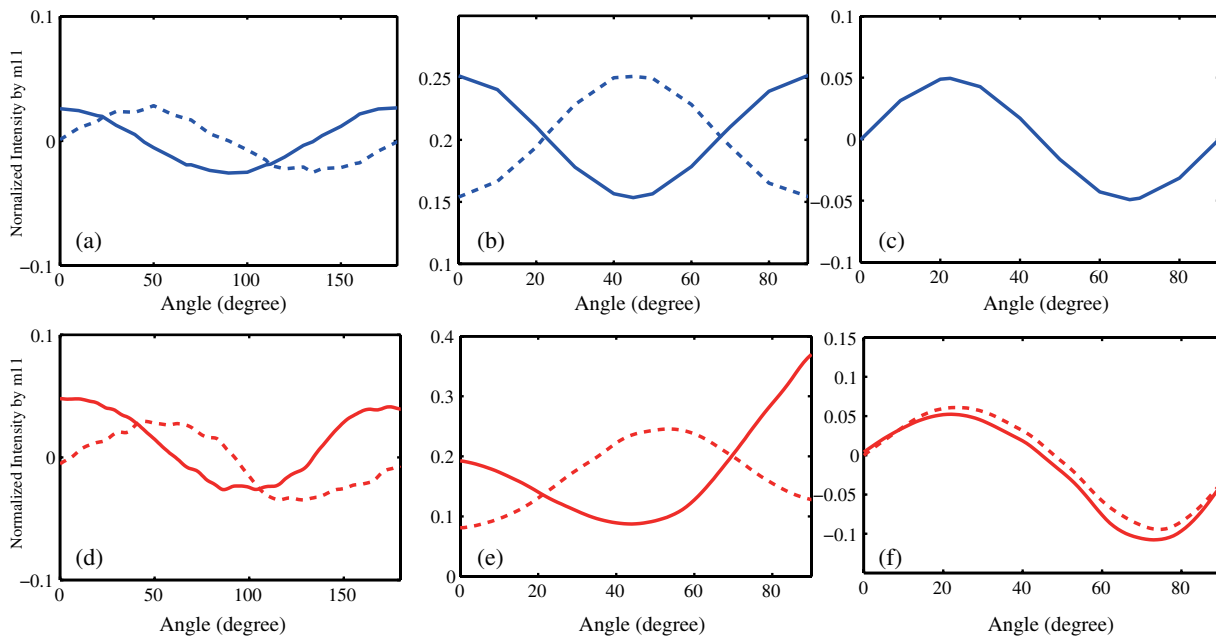 Normalized Intensity by m11
0.1
0
−0.1
(a)
0 50 100 150
Angle (degree)
0.25
0.2
0.15
0.1
(b)
0 20 40 60 80
Angle (degree)
0.05
0
−0.05
−0.1
(c)
0 20 40 60 80
Angle (degree)
Normalized Intensity by m11
0.1
0
−0.1
(d)
0 50 100 150
Angle (degree)
0.4
0.3
0.2
0.1
0
(e)
0 20 40 60 80
Angle (degree)
0.15
0.1
0.05
0
−0.05
−0.1
(f)
0 20 40 60 80
Angle (degree)